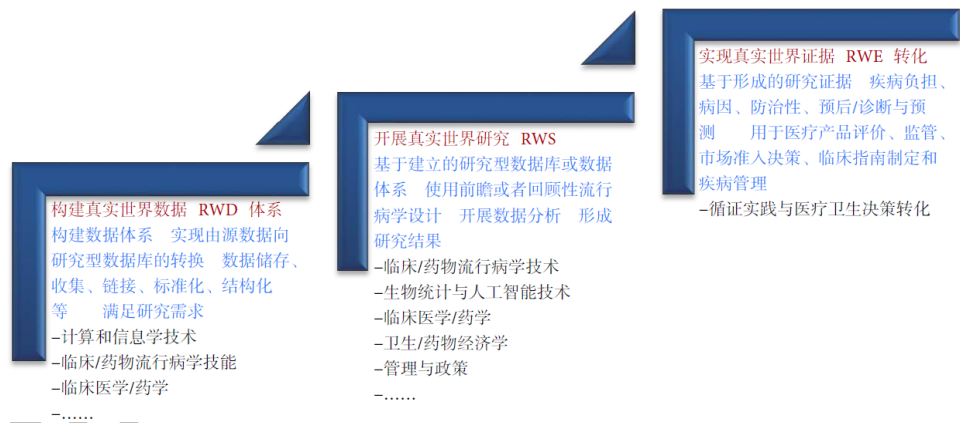 构建真实世界数据 RWD 体系
构建数据体系 实现由源数据向
研究型数据库的转换 数据储存、
收集、链接、标准化、结构化
等 满足研究需求
–计算和信息学技术
–临床/药物流行病学技能
–临床医学/药学
–……
开展真实世界研究 RWS
基于建立的研究型数据库或数据
体系 使用前瞻或者回顾性流行
病学设计 开展数据分析 形成
研究结果
–临床/药物流行病学技术
–生物统计与人工智能技术
–临床医学/药学
–卫生/药物经济学
–管理与政策
–……
实现真实世界证据 RWE 转化
基于形成的研究证据 疾病负担、
病因、防治性、预后/诊断与预
测 用于医疗产品评价、监管、
市场准入决策、临床指南制定和
疾病管理
–循证实践与医疗卫生决策转化